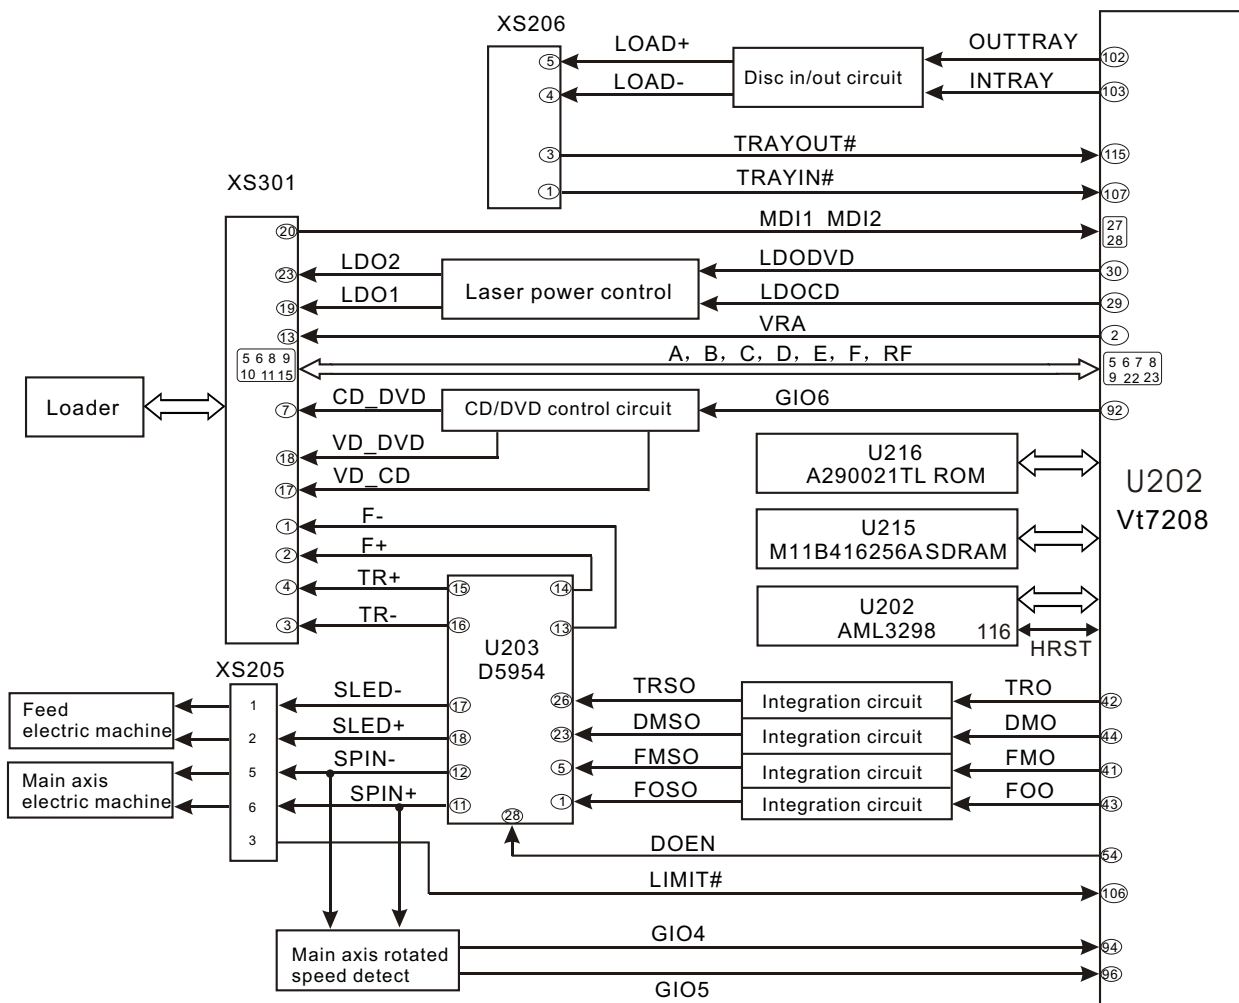 XS206
LOAD+
OUTTRAY
5
Disc in/out circuit
102
LOAD-
INTRAY
4
103
TRAYOUT#
3
115
TRAYIN#
1
107
XS301
MDI1 MDI2
20
27
28
LDO2
LDODVD
23
30
Laser power control
LDO1
LDOCD
19
29
VRA
13
2
A, B, C, D, E, F, RF
5 6 8 9
10 11 15
5 6 7 8
9 22 23
Loader
CD_DVD
CD/DVD control circuit
GIO6
7
92
VD_DVD
18
VD_CD
17
U216
A290021TL ROM
U202
Vt7208
F-
1
U215
M11B416256ASDRAM
F+
2
TR+
4
15
14
U202
AML3298
116
HRST
TR-
3
16
13
U203
D5954
XS205
Feed
electric machine
1
SLED-
17
26
TRSO
Integration circuit
TRO
42
2
SLED+
18
23
DMSO
Integration circuit
DMO
44
Main axis
electric machine
5
SPIN-
12
5
FMSO
Integration circuit
FMO
41
6
SPIN+
11
1
FOSO
Integration circuit
FOO
43
3
28
DOEN
54
LIMIT#
106
Main axis rotated
speed detect
GIO4
94
GIO5
96